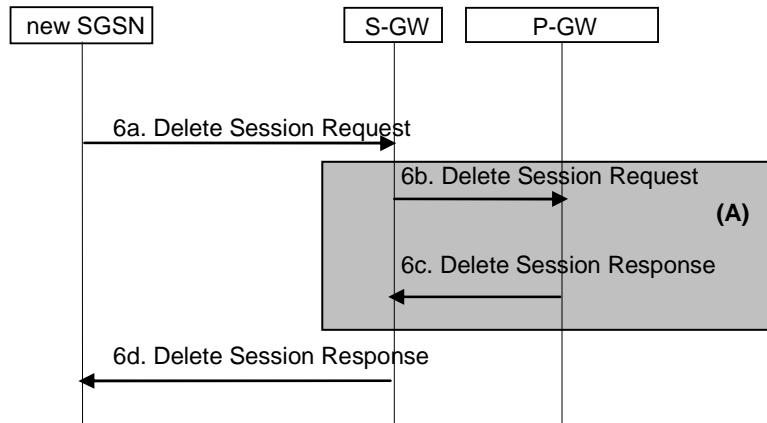 new SGSN
S-GW
P-GW
6a. Delete Session Request
6b. Delete Session Request
(A)
6c. Delete Session Response
6d. Delete Session Response